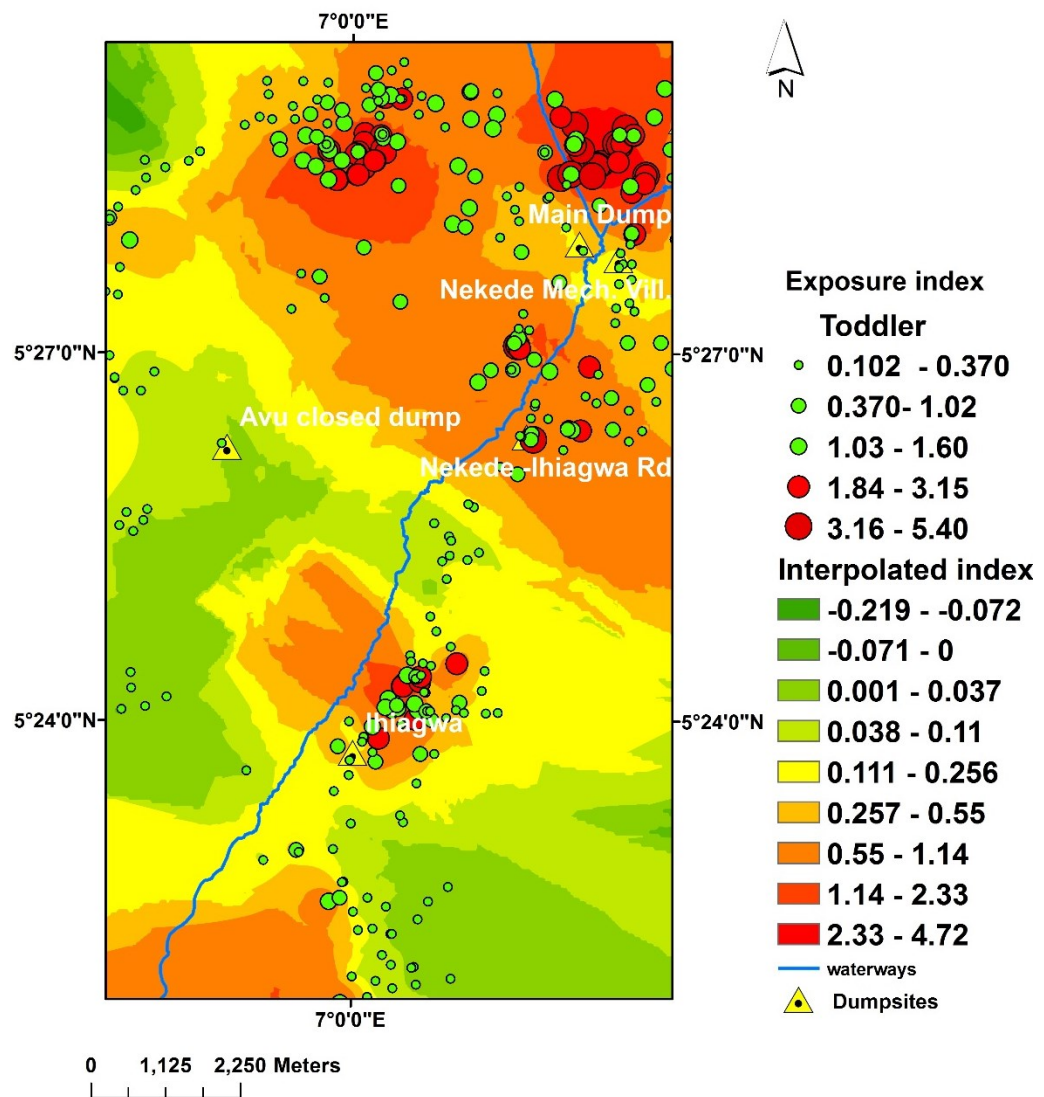 7°0'0"E
N
Main Dump
Nekede Mech. Vill.
5°27'0"N
5°27'0"N
Avu closed dump
Nekede -Ihiagwa Rd
5°24'0"N
5°24'0"N
Ihiagwa
7°0'0"E
0 1,125 2,250 Meters
Exposure index
Toddler
0.102 - 0.370
0.370- 1.02
1.03 - 1.60
1.84 - 3.15
3.16 - 5.40
Interpolated index
-0.219 - -0.072
-0.071 - 0
0.001 - 0.037
0.038 - 0.11
0.111 - 0.256
0.257 - 0.55
0.55 - 1.14
1.14 - 2.33
2.33 - 4.72
waterways
Dumpsites